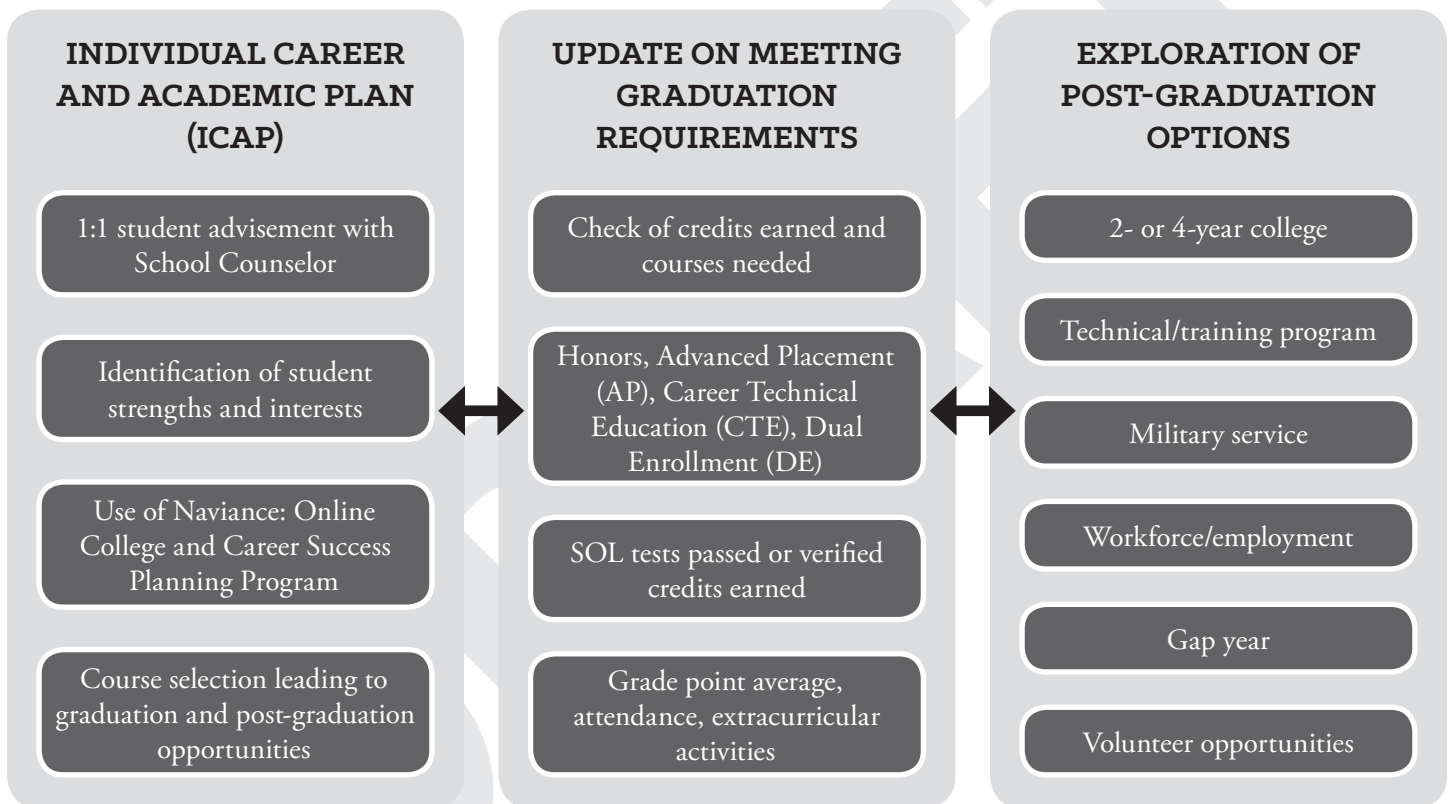 INDIVIDUAL CAREER
AND ACADEMIC PLAN
(ICAP)
1:1 student advisement with
School Counselor
Identification of student
strengths and interests
Use of Naviance: Online
College and Career Success
Planning Program
Course selection leading to
graduation and post-graduation
opportunities
UPDATE ON MEETING
GRADUATION
REQUIREMENTS
Check of credits earned and
courses needed
Honors, Advanced Placement
(AP), Career Technical
Education (CTE), Dual
Enrollment (DE)
SOL tests passed or verified
credits earned
Grade point average,
attendance, extracurricular
activities
EXPLORATION OF
POST-GRADUATION
OPTIONS
2- or 4-year college
Technical/training program
Military service
Workforce/employment
Gap year
Volunteer opportunities